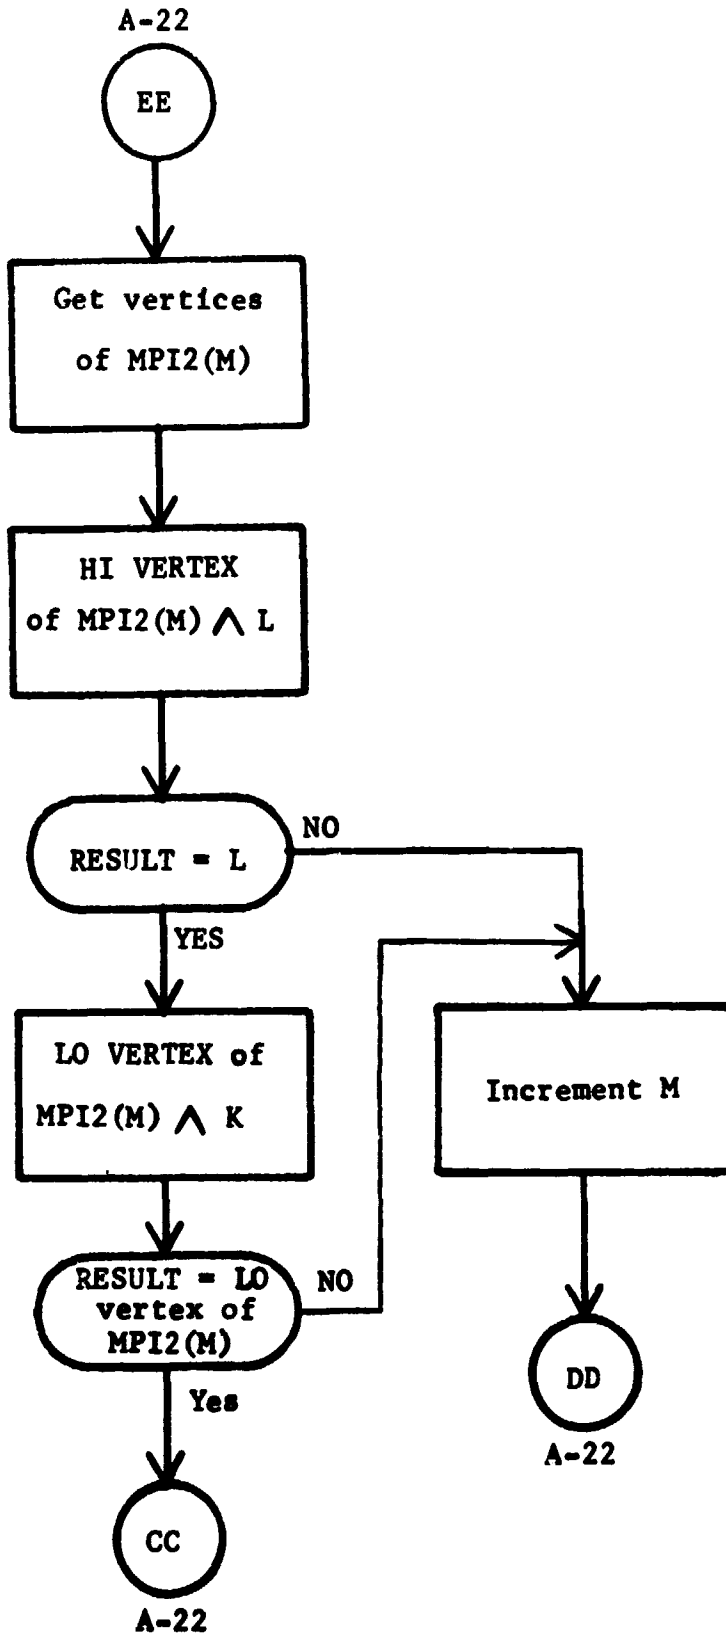 A-22
EE
Get vertices
of MPI2(M)
HI VERTEX
of MPI2(M) ∧ L
RESULT = L
NO
YES
LO VERTEX of
MPI2(M) ∧ K
Increment M
RESULT = LO
vertex of
MPI2(M)
NO
Yes
DD
A-22
CC
A-22